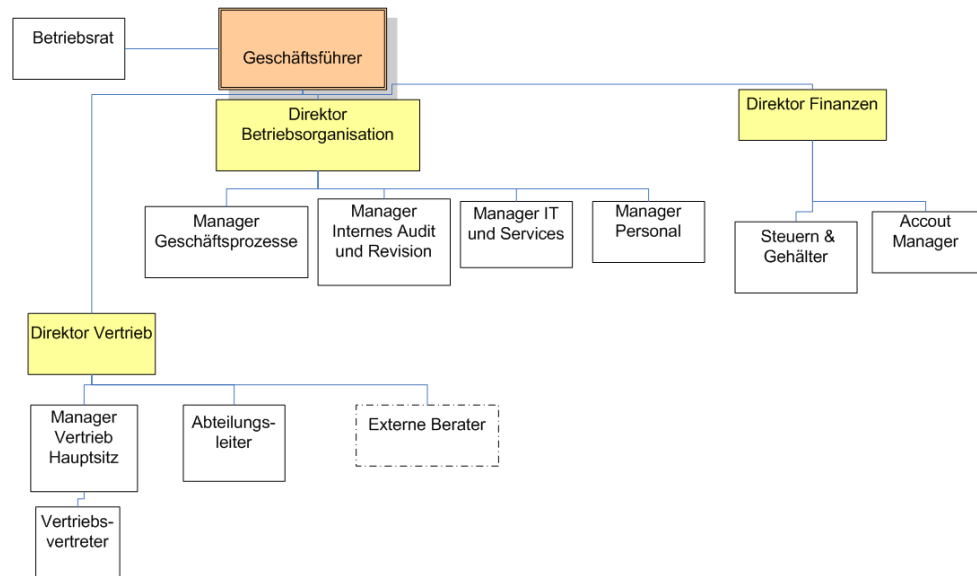 Betriebsrat
Geschäftsführer
Direktor
Betriebsorganisation
Direktor Finanzen
Manager
Geschäftsprozesse
Manager
Internes Audit
und Revision
Manager IT
und Services
Manager
Personal
Steuern &
Gehälter
Accout
Manager
Direktor Vertrieb
Manager
Vertrieb
Hauptsitz
Abteilungs-
leiter
Externe Berater
Vertriebs-
vertreter